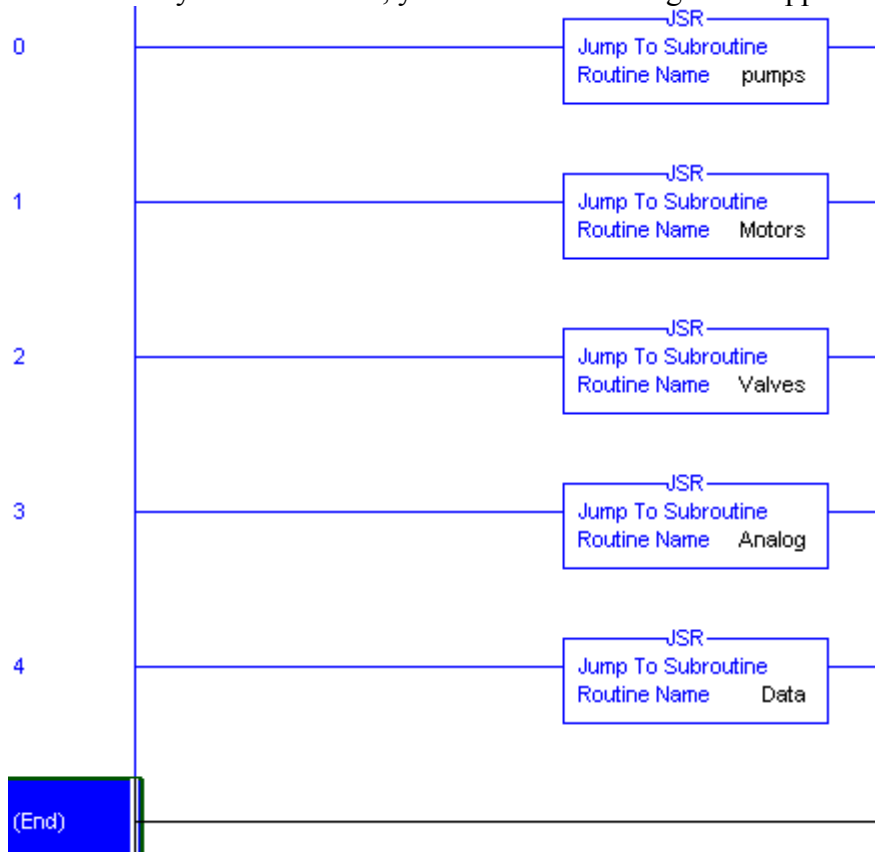 0
JSR
Jump To Subroutine
Routine Name pumps
1
JSR
Jump To Subroutine
Routine Name Motors
2
JSR
Jump To Subroutine
Routine Name Valves
3
JSR
Jump To Subroutine
Routine Name Analog
4
JSR
Jump To Subroutine
Routine Name Data
(End)